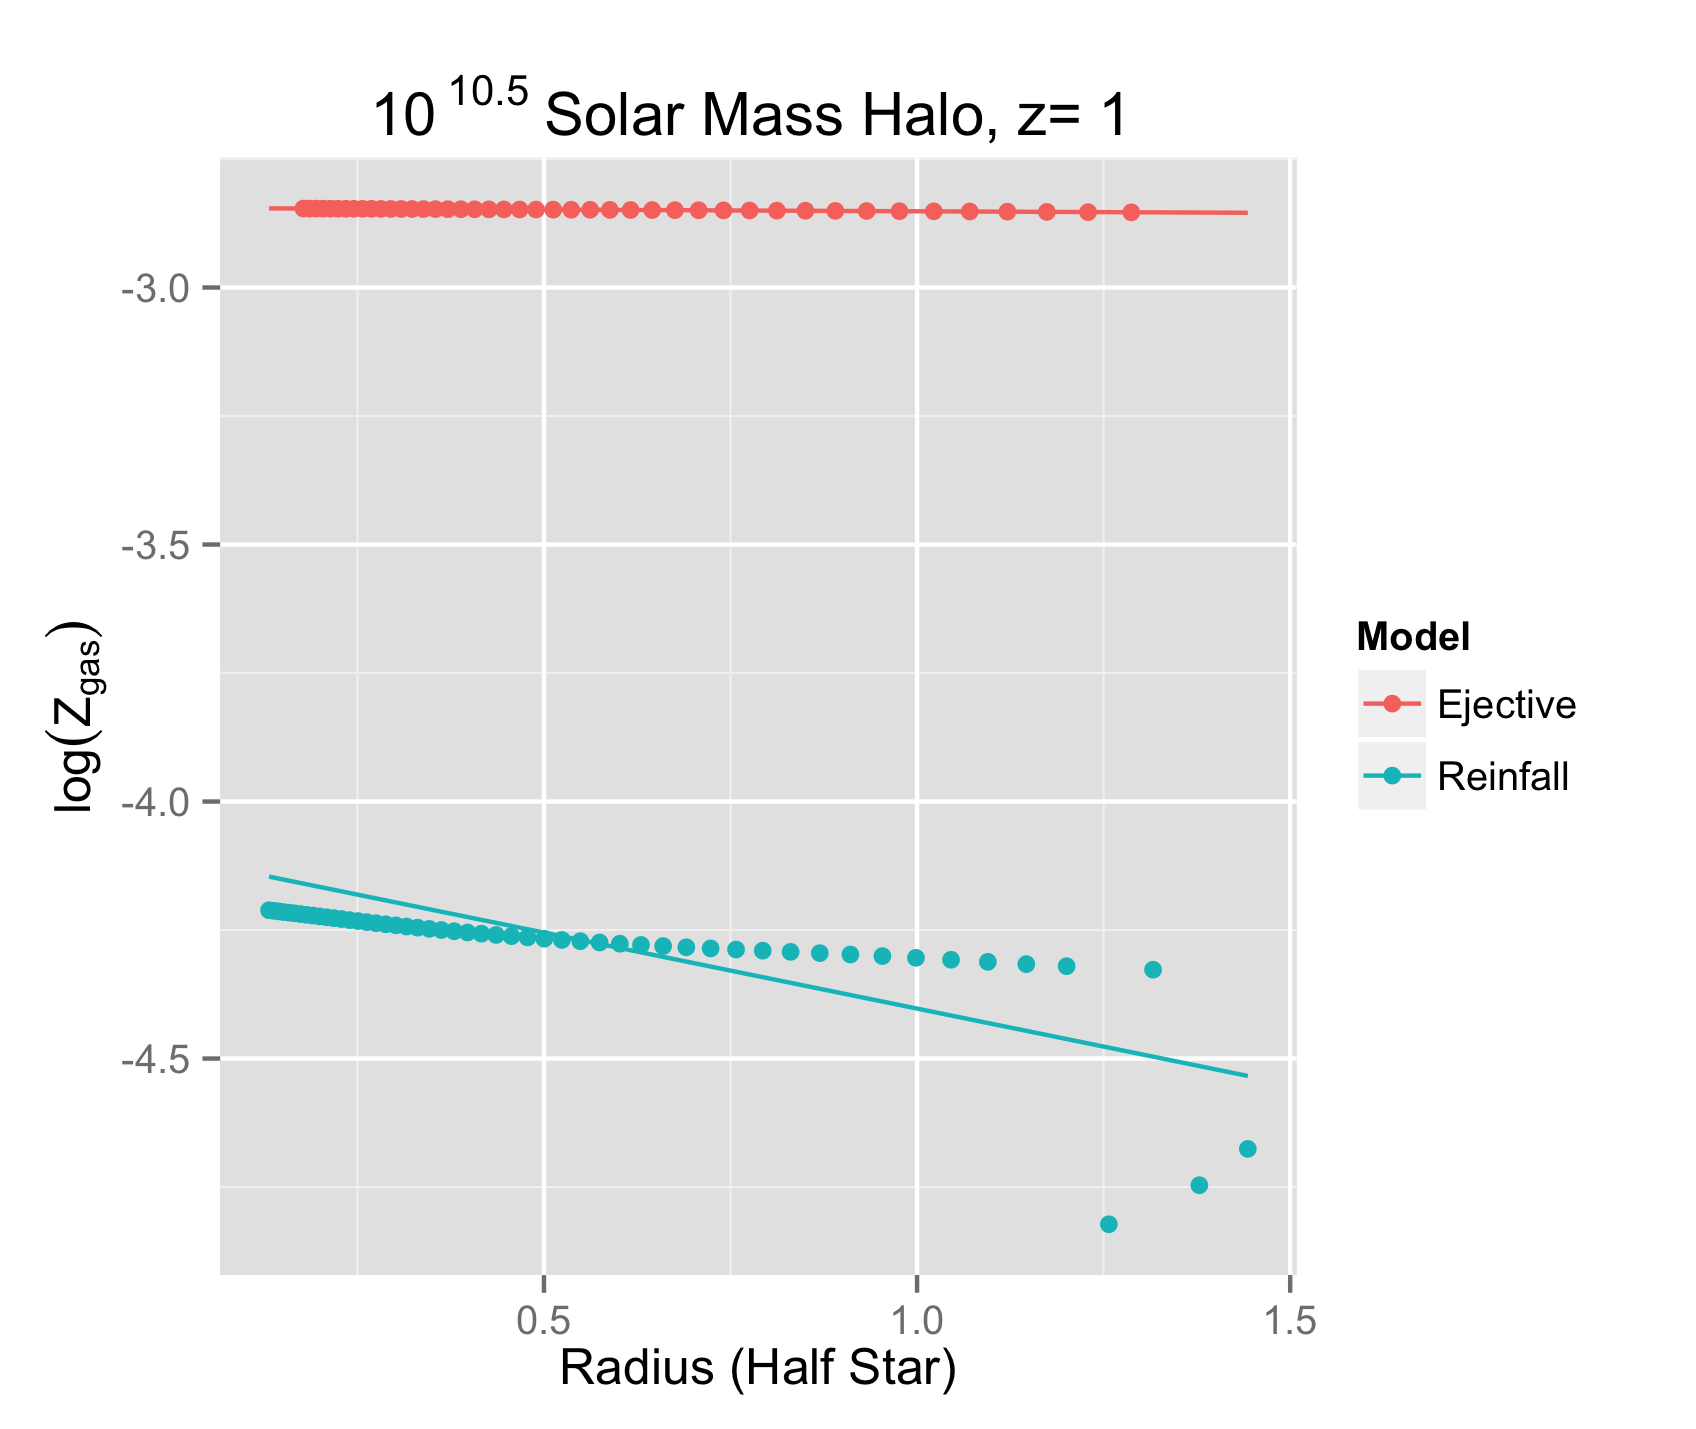 10^10.5 Solar Mass Halo, z= 1
-3.0
-3.5
-4.0
-4.5
log(Z_gas)
0.5 1.0 1.5
Radius (Half Star)
Model
Ejective
Reinfall